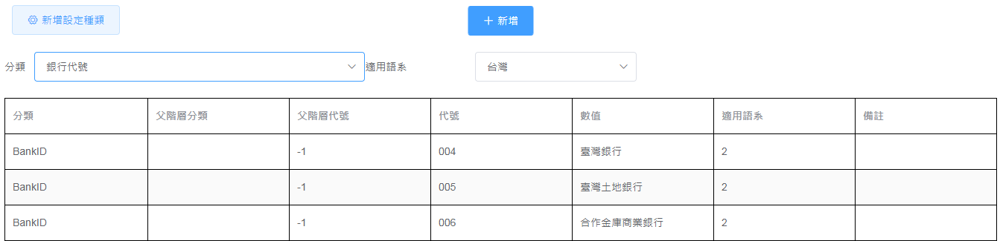 新增設定種類
新增
分類 銀行代號 適用語系 台灣
分類 父階層分類 父階層代號 代號 數值 適用語系 備註
BankID -1 004 臺灣銀行 2
BankID -1 005 臺灣土地銀行 2
BankID -1 006 合作金庫商業銀行 2